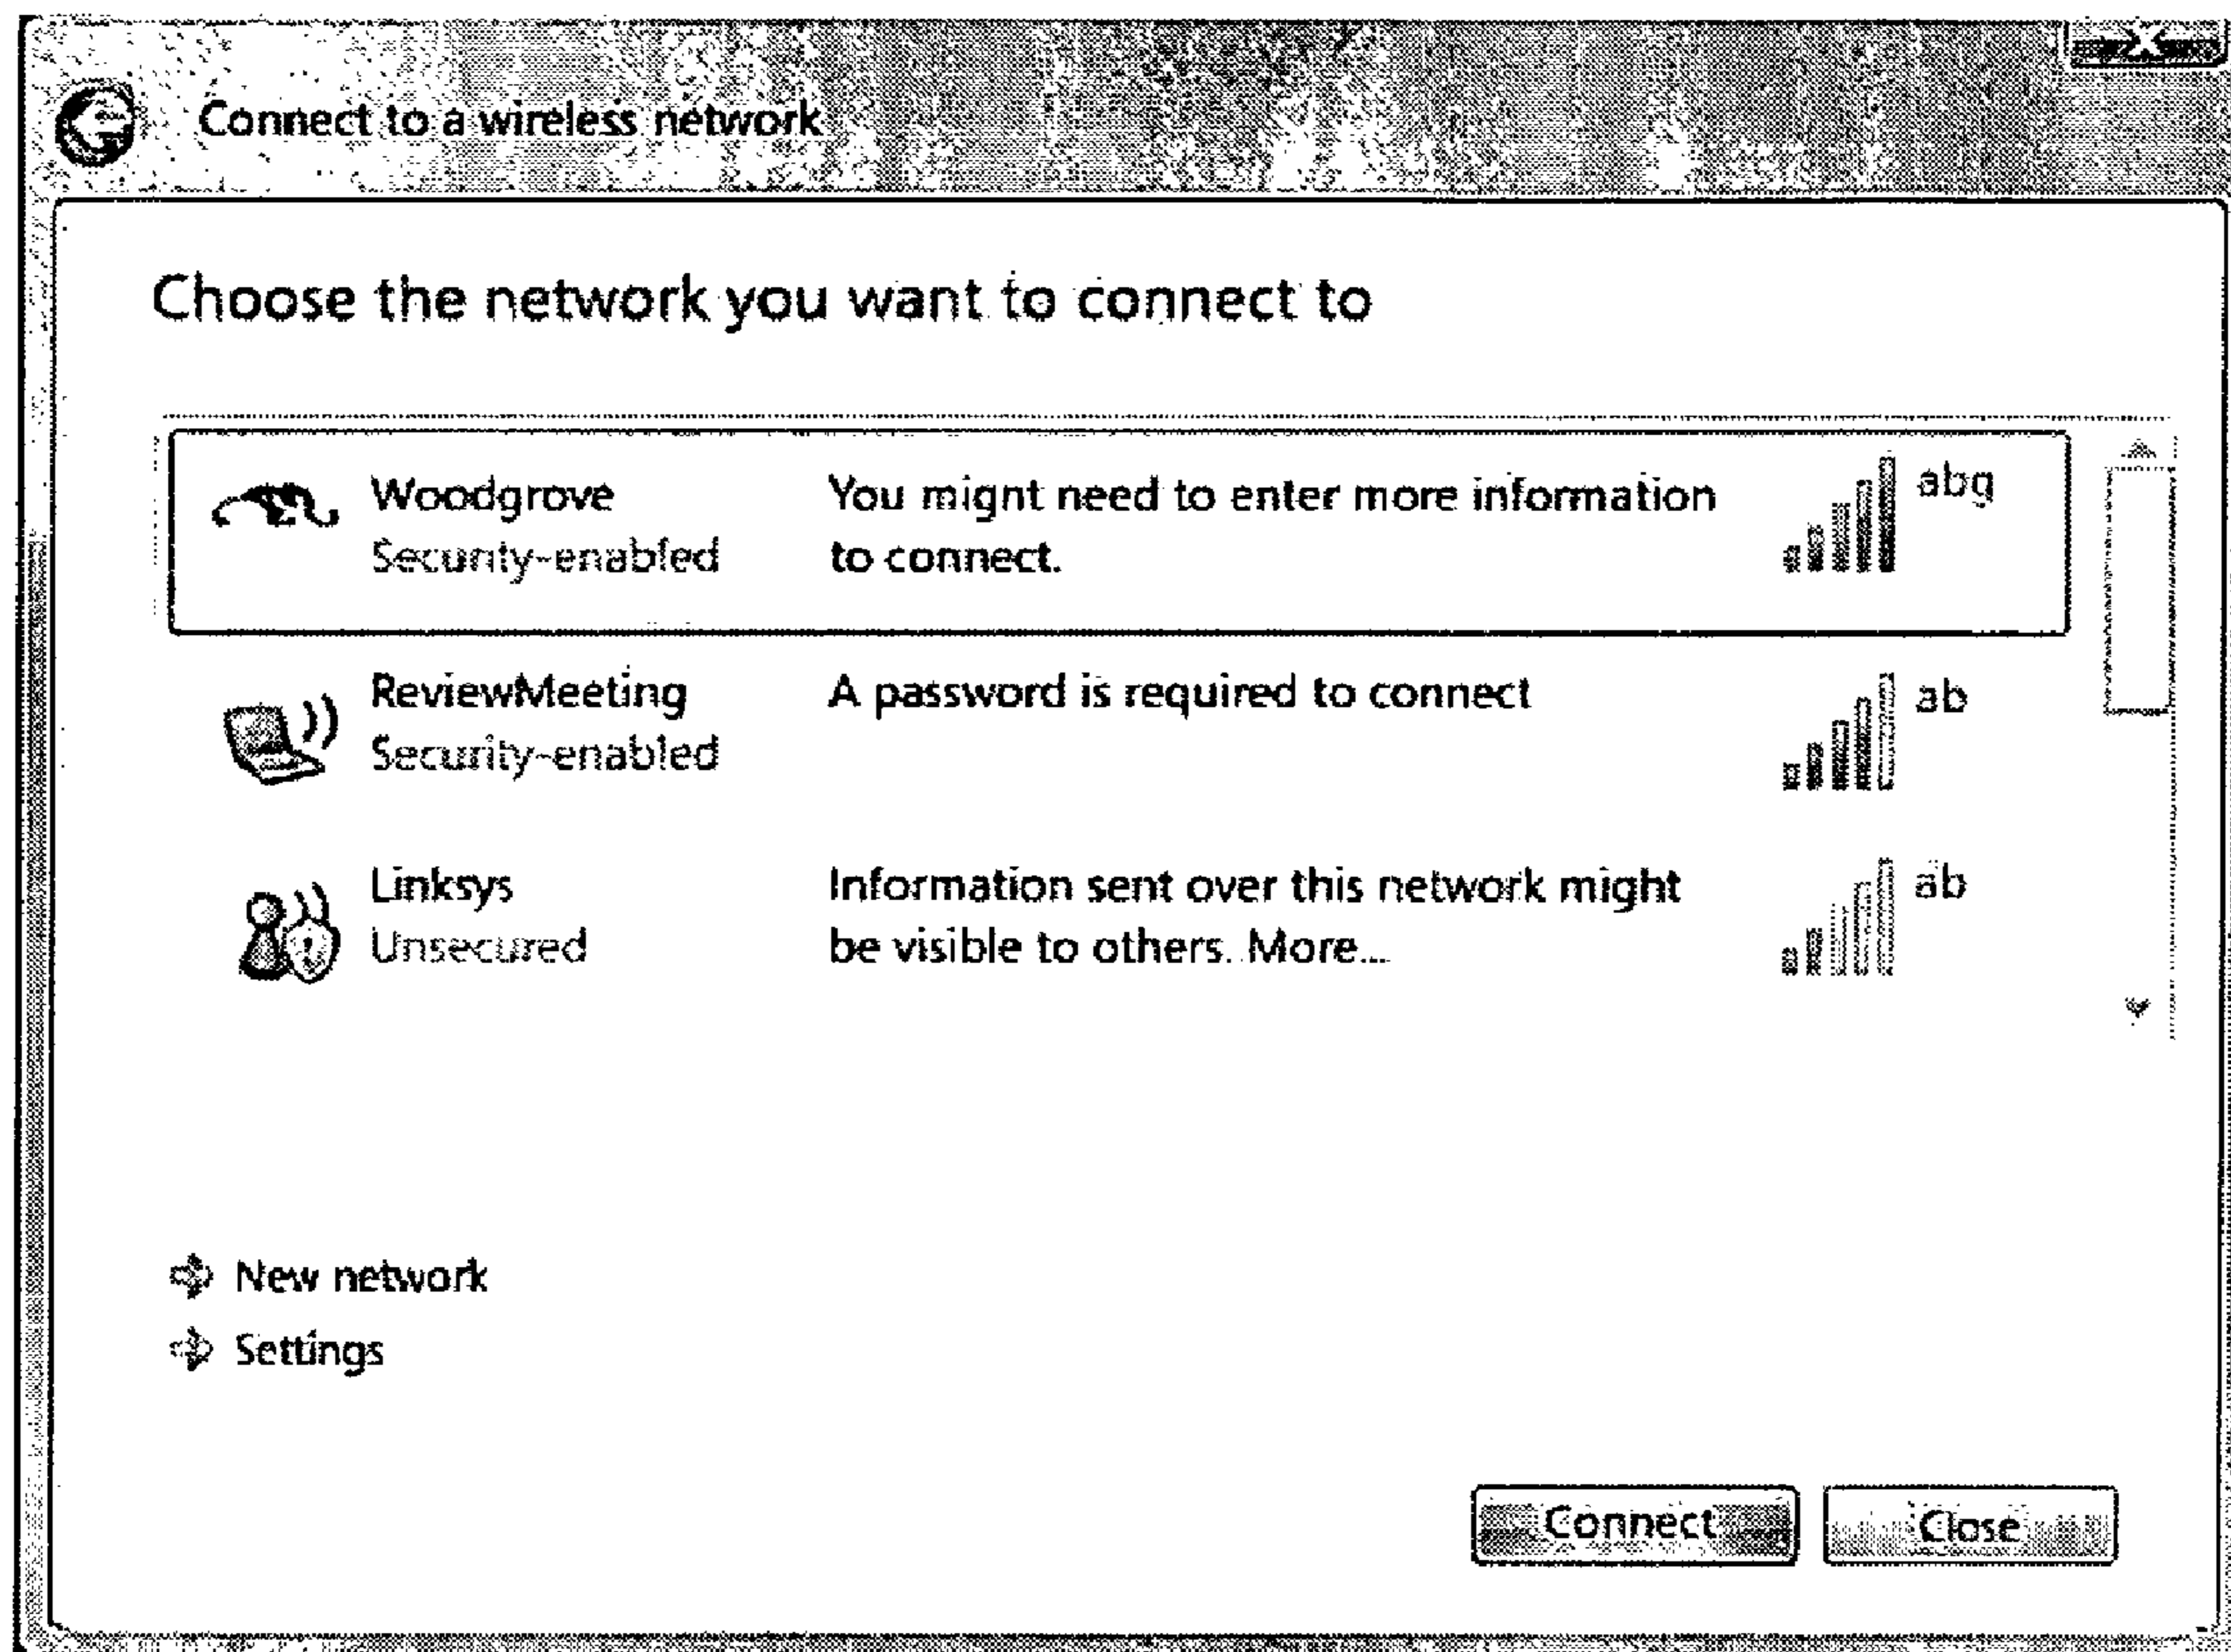 Connect to a wireless network
Choose the network you want to connect to
Woodgrove
Security-enabled
You mignt need to enter more information
to connect.
abg
ReviewMeeting
Security-enabled
A password is required to connect
ab
Linksys
Unsecured
Information sent over this network might
be visible to others. More...
ab
New network
Settings
Connect
Close